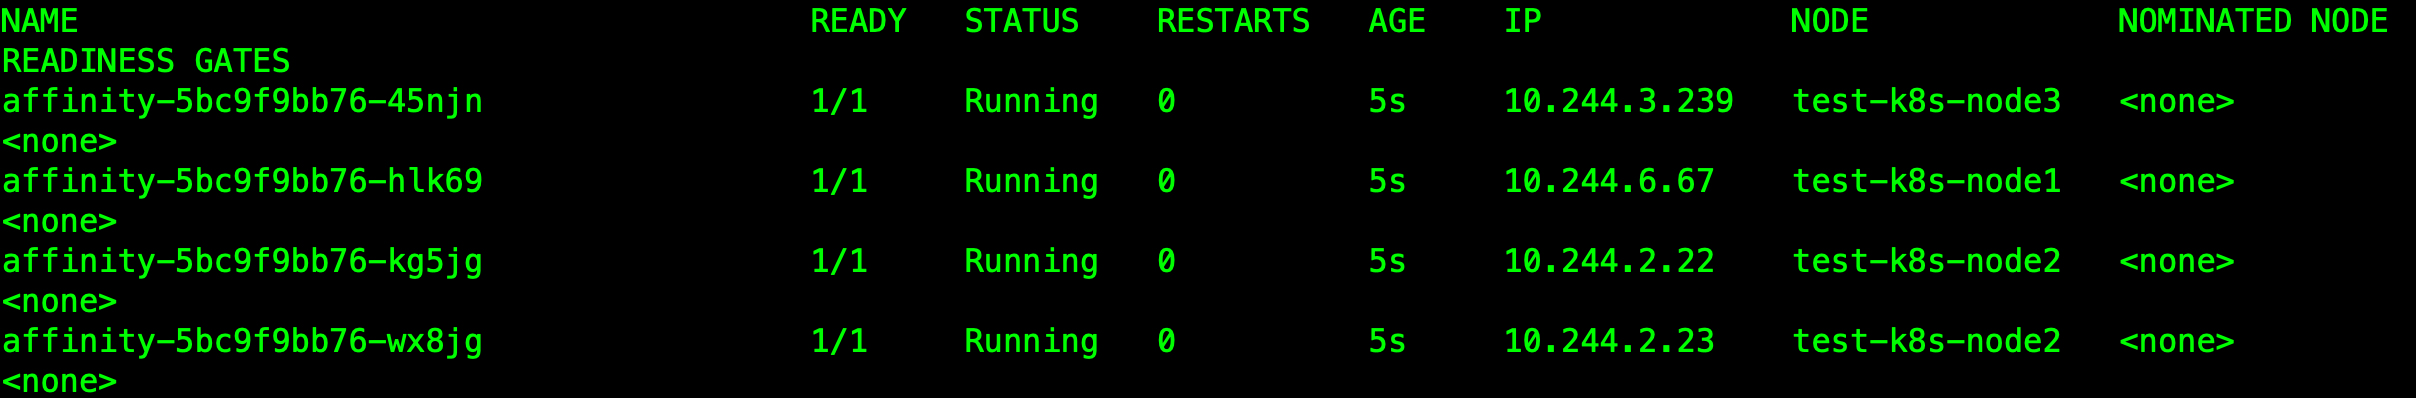 NAME                                      READY   STATUS    RESTARTS   AGE    IP             NODE             NOMINATED NODE
READINESS GATES
affinity-5bc9f9bb76-45njn                 1/1     Running   0          5s     10.244.3.239   test-k8s-node3   <none>
<none>
affinity-5bc9f9bb76-hlk69                 1/1     Running   0          5s     10.244.6.67    test-k8s-node1   <none>
<none>
affinity-5bc9f9bb76-kg5jg                 1/1     Running   0          5s     10.244.2.22    test-k8s-node2   <none>
<none>
affinity-5bc9f9bb76-wx8jg                 1/1     Running   0          5s     10.244.2.23    test-k8s-node2   <none>
<none>